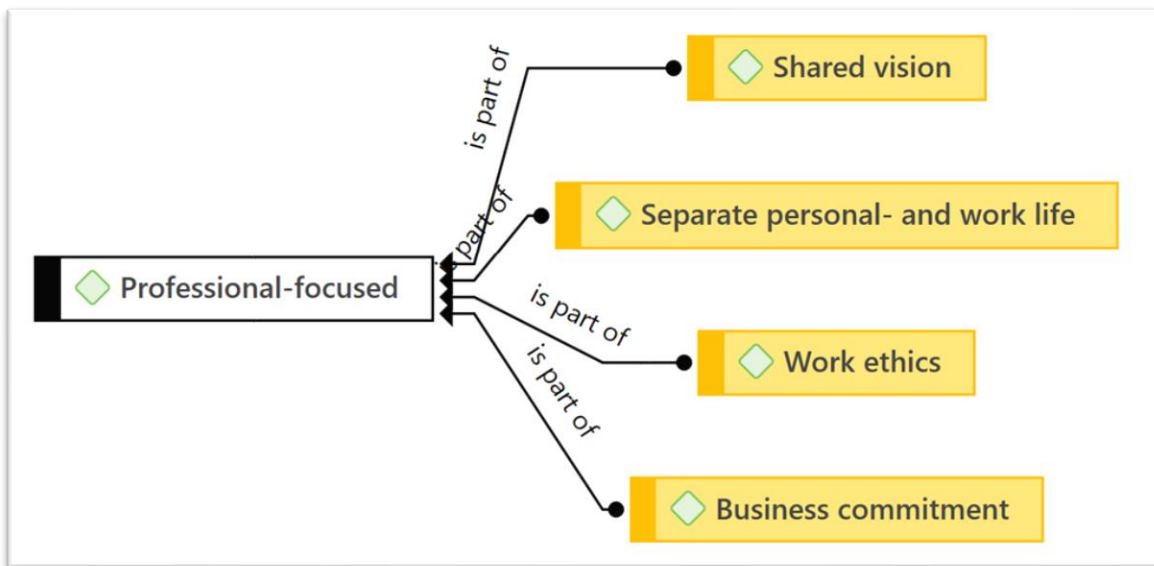 is part of
Shared vision
is part of
Separate personal- and work life
Professional-focused
is part of
Work ethics
is part of
Business commitment